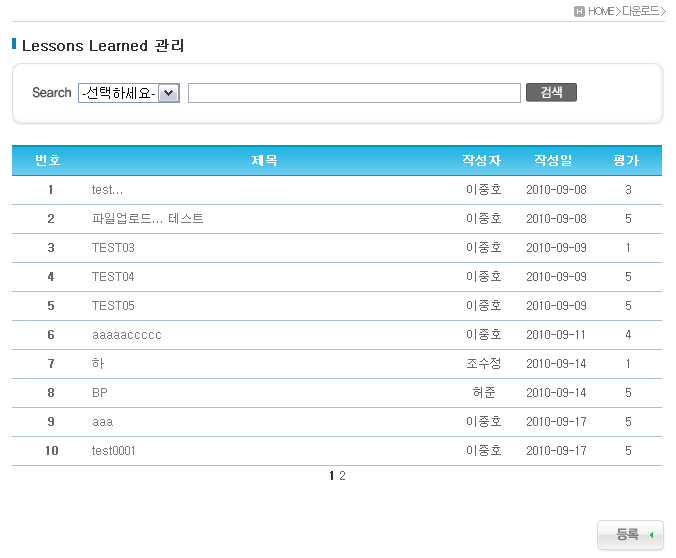 H HOME > 다운로드 >
Lessons Learned 관리
Search -선택하세요- 검색
번호 제목 작성자 작성일 평가
1 test... 이중호 2010-09-08 3
2 파일업로드... 테스트 이중호 2010-09-08 5
3 TEST03 이중호 2010-09-09 1
4 TEST04 이중호 2010-09-09 5
5 TEST05 이중호 2010-09-09 5
6 aaaaaccccc 이중호 2010-09-11 4
7 하 조수정 2010-09-14 1
8 BP 허준 2010-09-14 5
9 aaa 이중호 2010-09-17 5
10 test0001 이중호 2010-09-17 5
1 2
등록